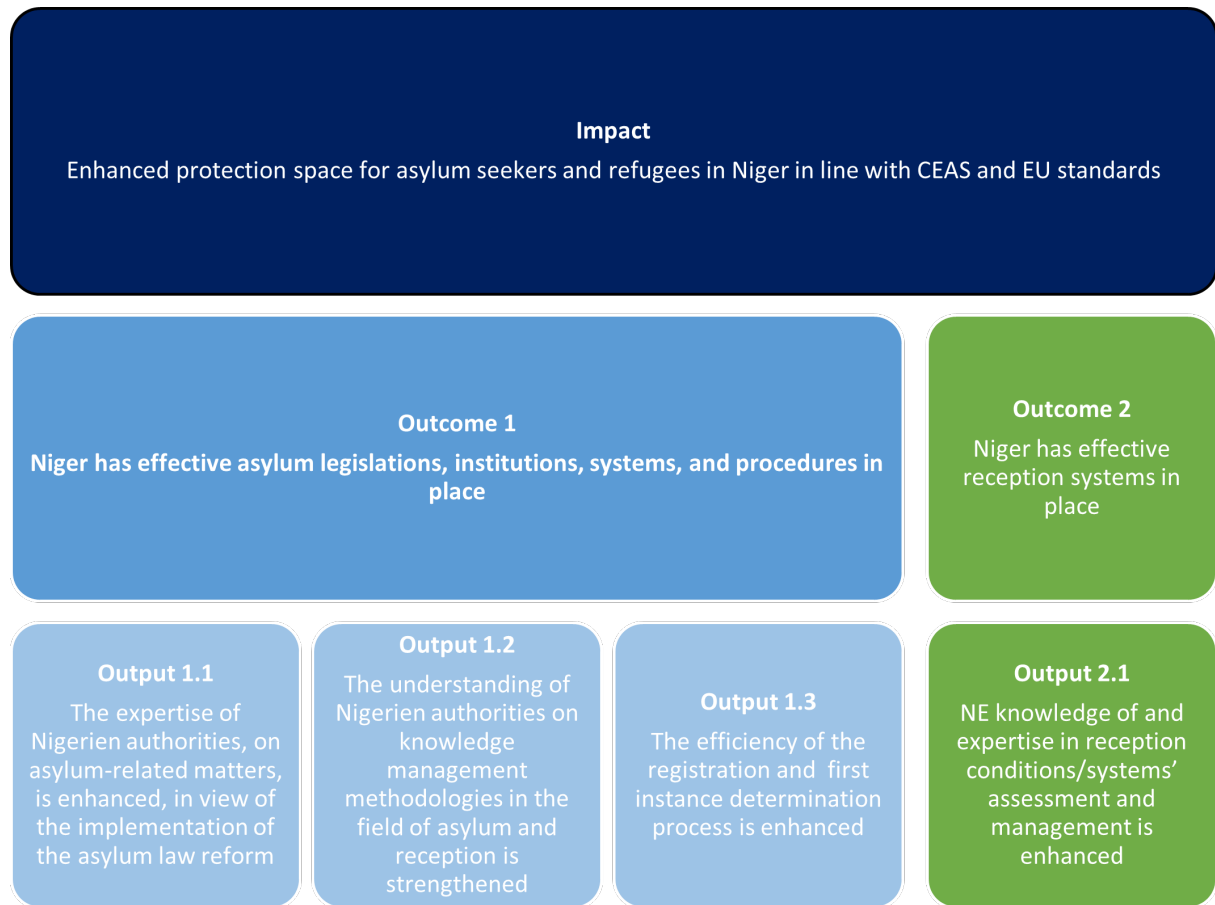 Impact
Enhanced protection space for asylum seekers and refugees in Niger in line with CEAS and EU standards
Outcome 1
Niger has effective asylum legislations, institutions, systems, and procedures in
place
Outcome 2
Niger has effective
reception systems in
place
Output 1.1
The expertise of
Nigerien authorities, on
asylum-related matters,
is enhanced, in view of
the implementation of
the asylum law reform
Output 1.2
The understanding of
Nigerien authorities on
knowledge
management
methodologies in the
field of asylum and
reception is
strengthened
Output 1.3
The efficiency of the
registration and  first
instance determination
process is enhanced
Output 2.1
NE knowledge of and
expertise in reception
conditions/systems’
assessment and
management is
enhanced